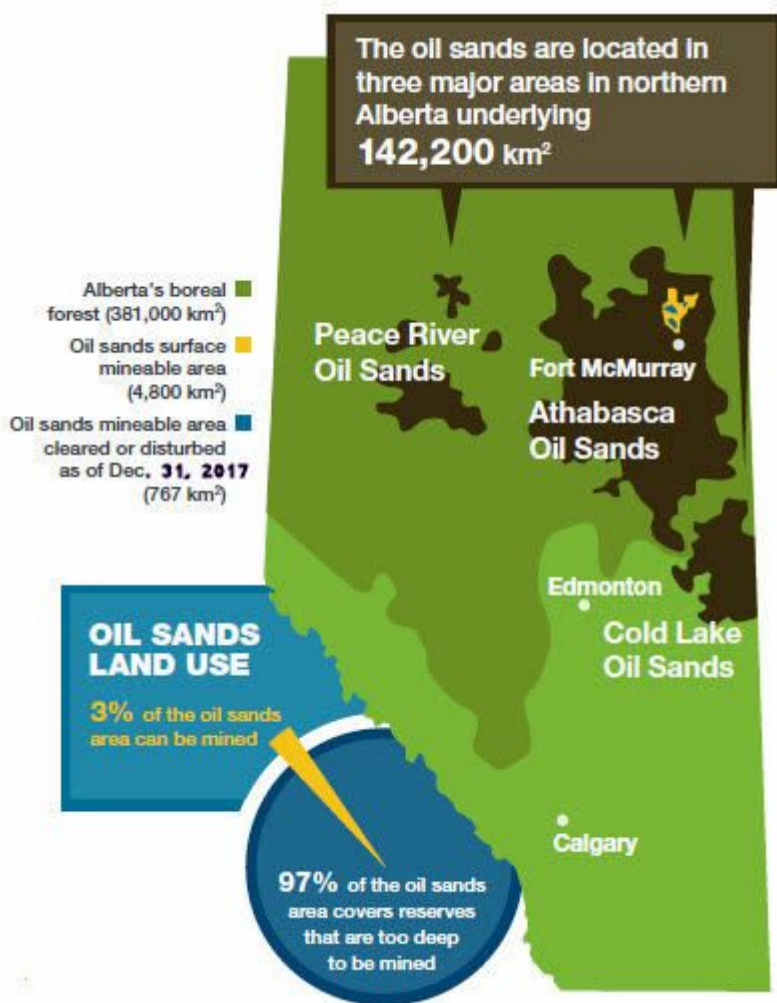 The oil sands are located in
three major areas in northern
Alberta underlying
142,200 km²
Alberta's boreal
forest (381,000 km²)
Oil sands surface
mineable area
(4,800 km²)
Oil sands mineable area
cleared or disturbed
as of Dec. 31, 2017
(767 km²)
Peace River
Oil Sands
Fort McMurray
Athabasca
Oil Sands
Edmonton
Cold Lake
Oil Sands
Calgary
OIL SANDS
LAND USE
3% of the oil sands
area can be mined
97% of the oil sands
area covers reserves
that are too deep
to be mined